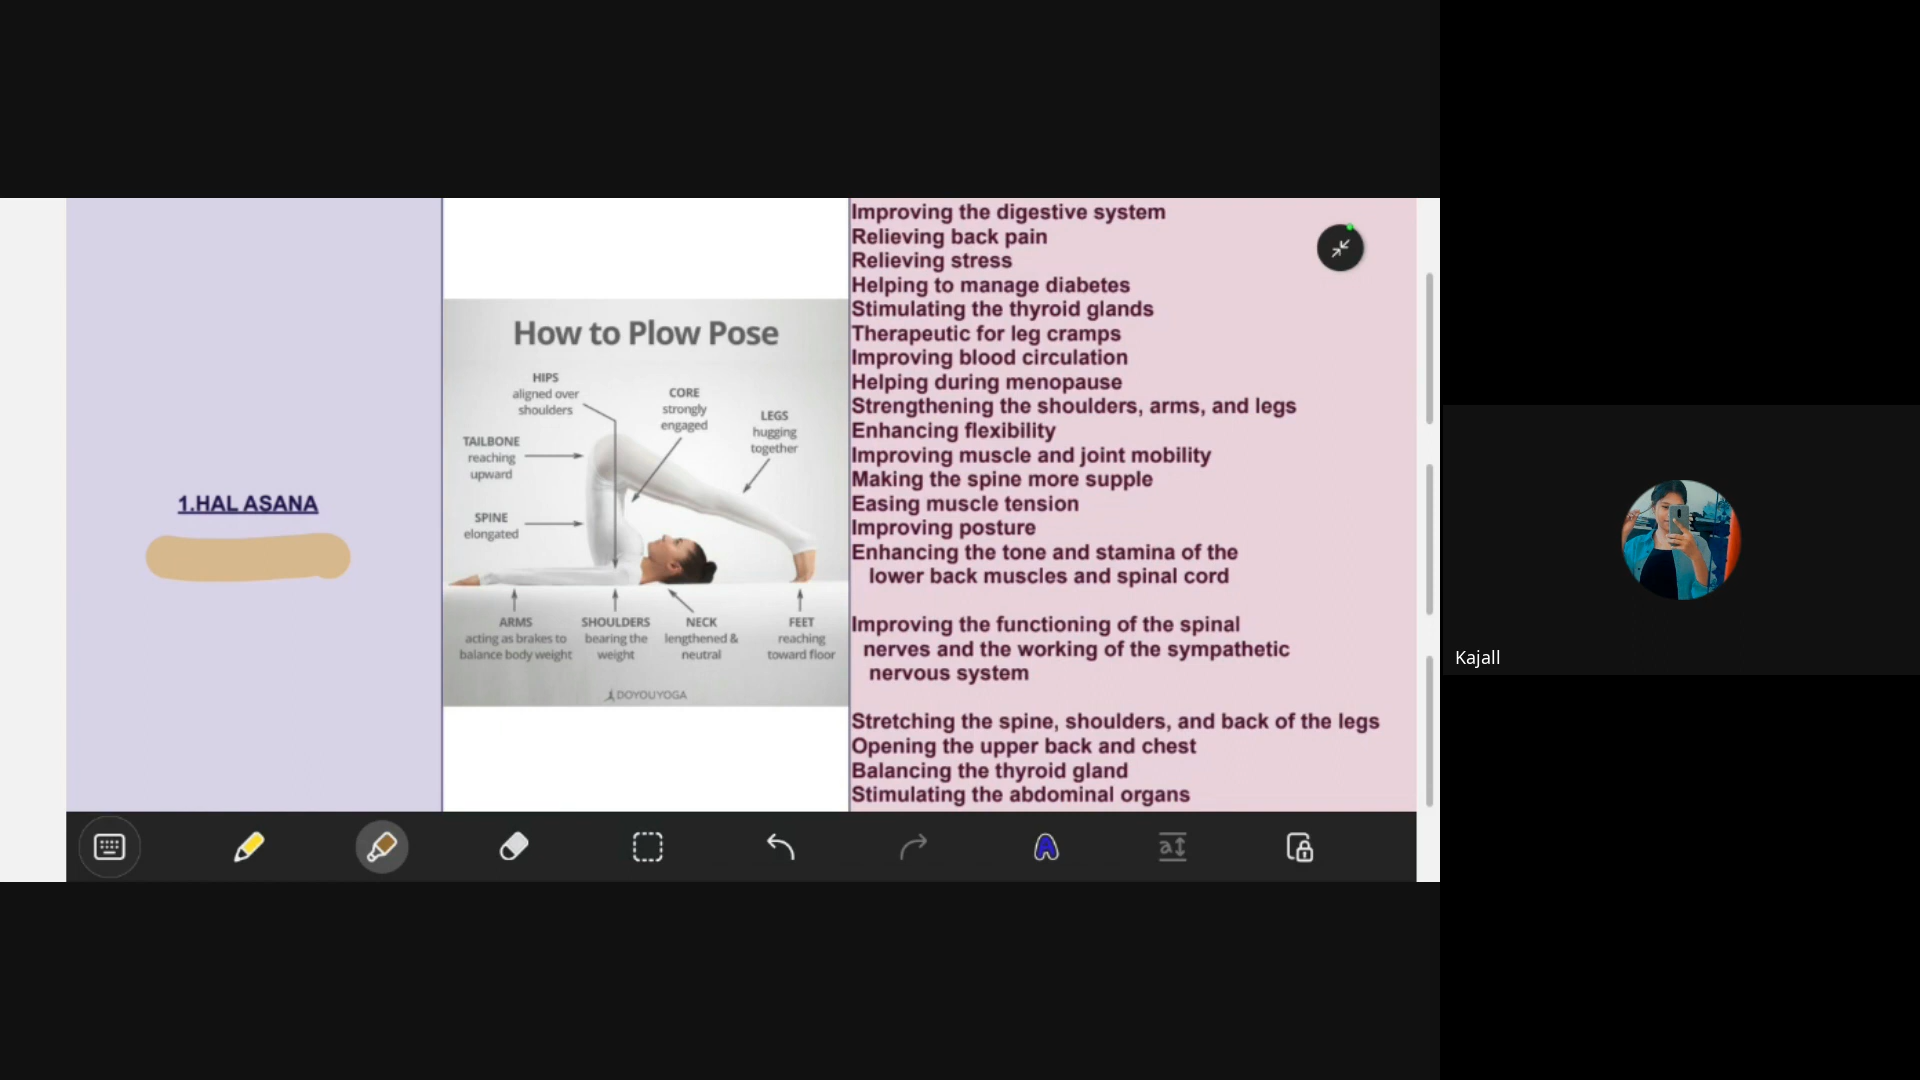 1.HAL ASANA
How to Plow Pose
HIPS
aligned over
shoulders
CORE
strongly
engaged
LEGS
hugging
together
TAILBONE
reaching
upward
SPINE
elongated
ARMS
acting as brakes to
balance body weight
SHOULDERS
bearing the
weight
NECK
lengthened &
neutral
FEET
reaching
toward floor
DOYOUYOGA
Improving the digestive system
Relieving back pain
Relieving stress
Helping to manage diabetes
Stimulating the thyroid glands
Therapeutic for leg cramps
Improving blood circulation
Helping during menopause
Strengthening the shoulders, arms, and legs
Enhancing flexibility
Improving muscle and joint mobility
Making the spine more supple
Easing muscle tension
Improving posture
Enhancing the tone and stamina of the
lower back muscles and spinal cord
Improving the functioning of the spinal
nerves and the working of the sympathetic
nervous system
Stretching the spine, shoulders, and back of the legs
Opening the upper back and chest
Balancing the thyroid gland
Stimulating the abdominal organs
A
a
Kajall